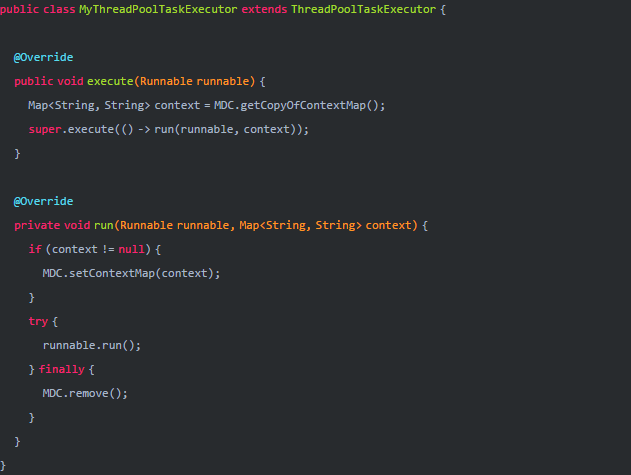 public class MyThreadPoolTaskExecutor extends ThreadPoolTaskExecutor {
@Override
public void execute(Runnable runnable) {
Map<String, String> context = MDC.getCopyOfContextMap();
super.execute(() -> run(runnable, context));
}
@Override
private void run(Runnable runnable, Map<String, String> context) {
if (context != null) {
MDC.setContextMap(context);
}
try {
runnable.run();
} finally {
MDC.remove();
}
}
}